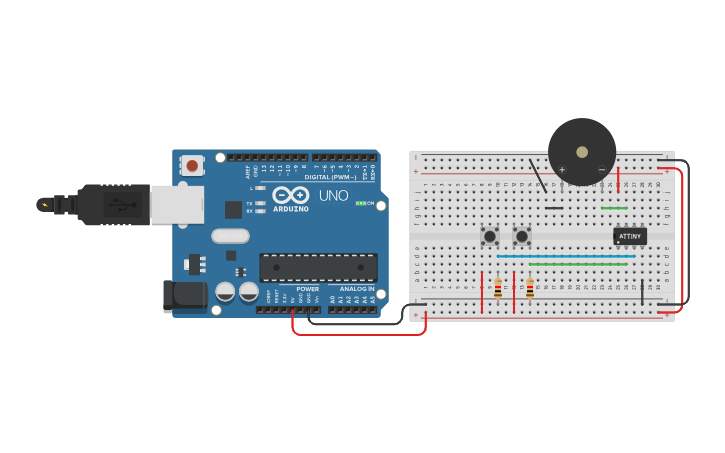 AREF
GND
13
12
~11
~10
~9
8
7
~6
~5
4
~3
2
TX→1
RX←0
DIGITAL (PWM~)
L
TX
RX
ARDUINO
UNO
ON
POWER
ANALOG IN
IOREF
RESET
3.3V
5V
GND
GND
Vin
A0
A1
A2
A3
A4
A5
ATTINY